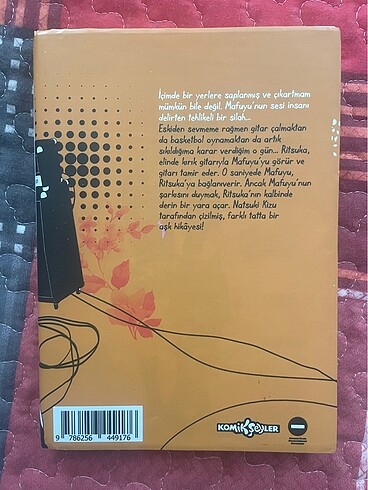 İçimde bir yerlere saplanmış ve çıkartmam
mümkün bile değil. Mafuyu'nun sesi insanı
delirten tehlikeli bir silah...
Eskiden sevmeme rağmen gitar çalmaktan
da basketbol oynamaktan da artık
sıkıldığıma karar verdiğim o gün... Ritsuka,
elinde kırık gitarıyla Mafuyu'yu görür ve
gitarı tamir eder. O saniyede Mafuyu,
Ritsuka'ya bağlanıverir. Ancak Mafuyu'nun
şarkısını duymak, Ritsuka'nın kalbinde
derin bir yara açar. Natsuki Kizu
tarafından çizilmiş, farklı tatta bir
aşk hikâyesi!
KOMİKŞEYLER
9 786256 449176